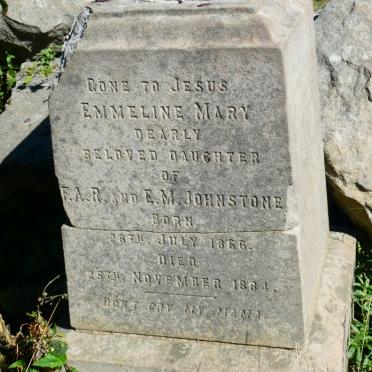 GONE TO JESUS.
EMMELINE MARY
DEARLY
BELOVED DAUGHTER
OF
F.A.R. AND E.M. JOHNSTONE
BORN
28TH. JULY 1866.
DIED
25TH. NOVEMBER 1884.
DON'T CRY MY MAMA.